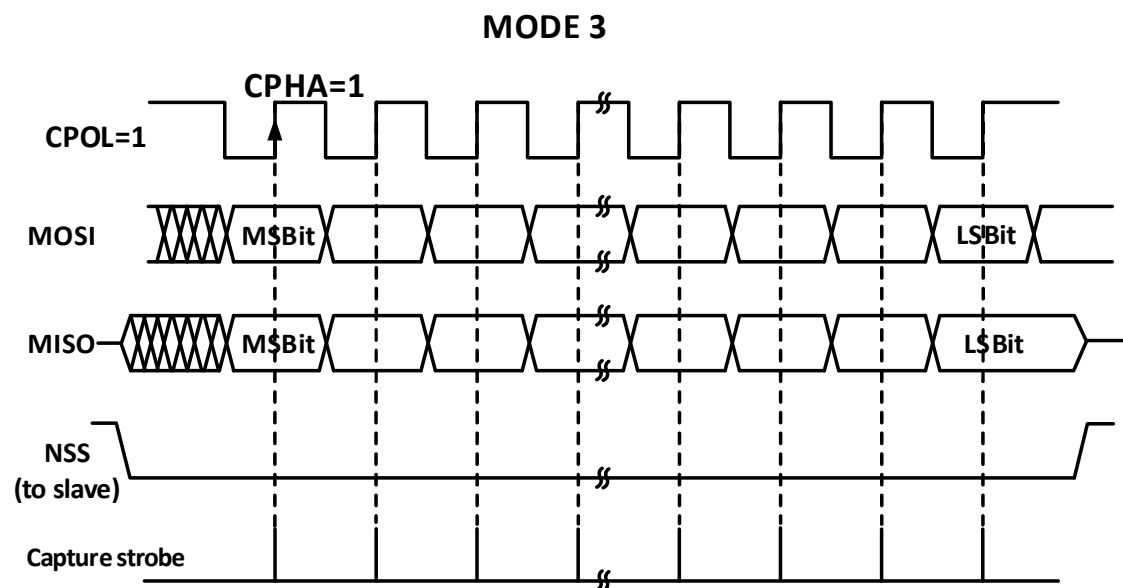 MODE 3
CPHA=1
CPOL=1
MOSI
MSBit
LSBit
MISO
MSBit
LSBit
NSS
(to slave)
Capture strobe